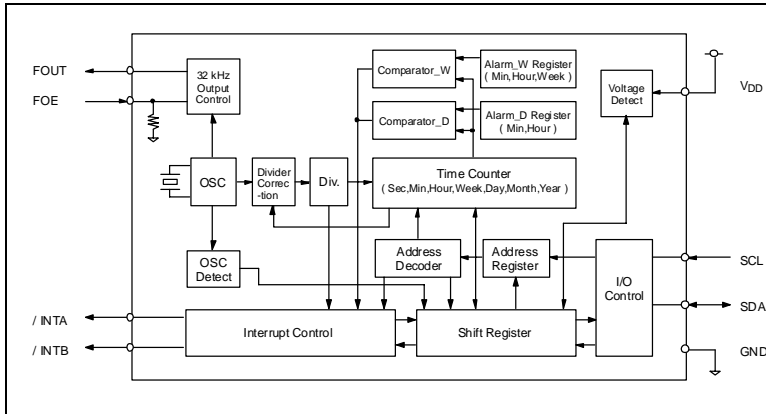 FOUT
FOE
32 kHz
Output
Control
Comparator_W
Alarm_W Register
( Min,Hour,Week )
Comparator_D
Alarm_D Register
( Min,Hour )
Voltage
Detect
VDD
OSC
Divider
Correc
-tion
Div.
Time Counter
( Sec,Min,Hour,Week,Day,Month,Year )
OSC
Detect
Address
Decoder
Address
Register
I/O
Control
SCL
SDA
GND
/ INTA
/ INTB
Interrupt Control
Shift Register